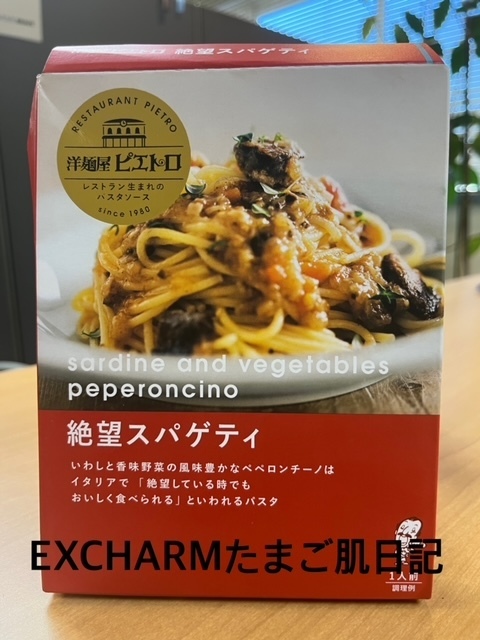 絶望スパゲティ
RESTAURANT PIETRO
洋麺屋 ピエトロ
レストラン生まれの
パスタソース
since 1980
sardine and vegetables
peperoncino
絶望スパゲティ
いわしと香味野菜の風味豊かなペペロンチーノは
イタリアで「絶望している時でも
おいしく食べられる」といわれるパスタ
EXCHARMたまご肌日記
1人前
調理例